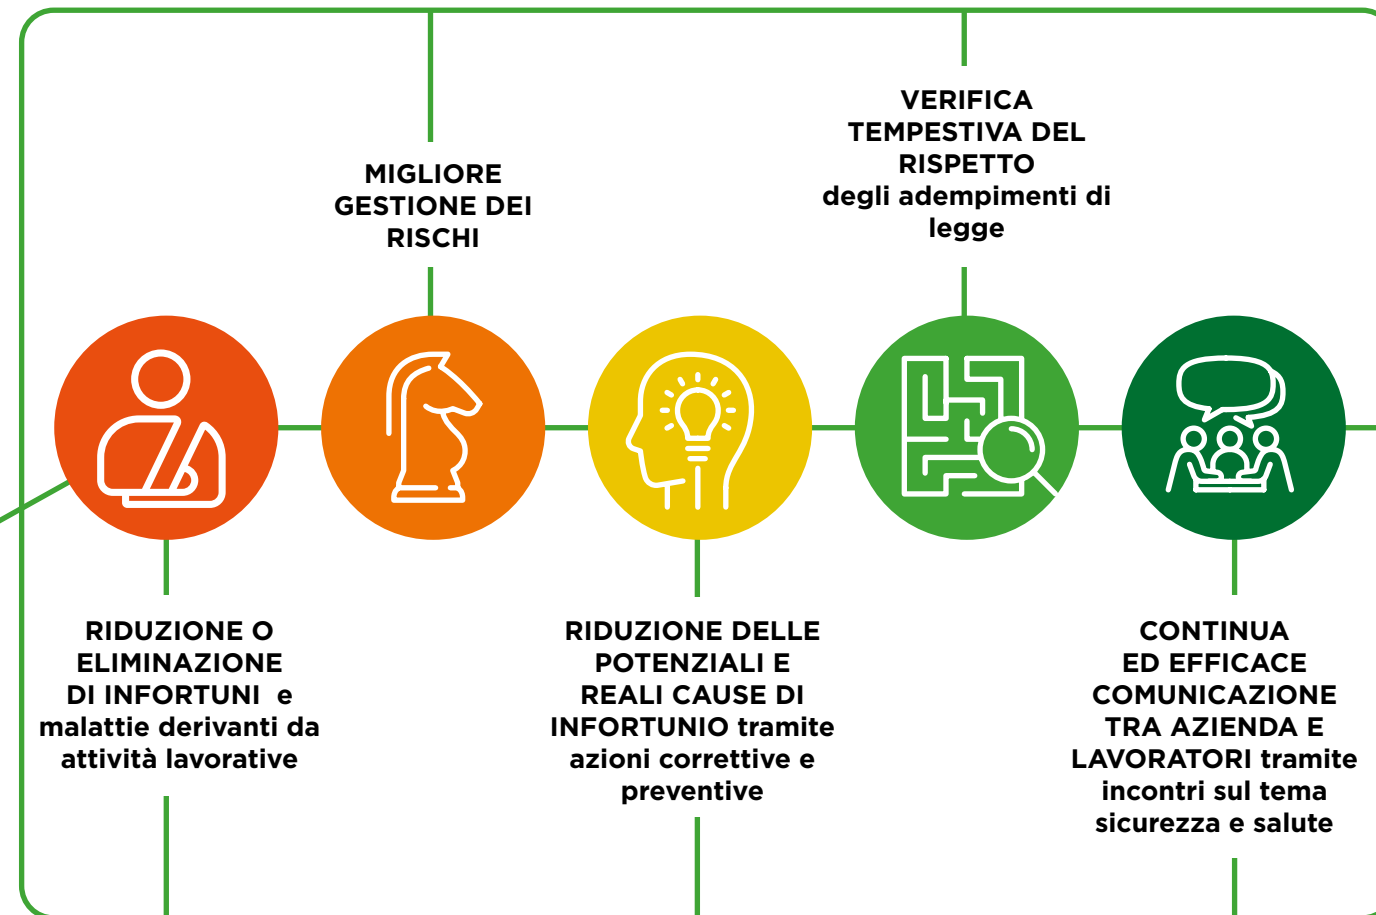 MIGLIORE
GESTIONE DEI
RISCHI
VERIFICA
TEMPESTIVA DEL
RISPETTO
degli adempimenti di
legge
RIDUZIONE O
ELIMINAZIONE
DI INFORTUNI e
malattie derivanti da
attività lavorative
RIDUZIONE DELLE
POTENZIALI E
REALI CAUSE DI
INFORTUNIO tramite
azioni correttive e
preventive
CONTINUA
ED EFFICACE
COMUNICAZIONE
TRA AZIENDA E
LAVORATORI tramite
incontri sul tema
sicurezza e salute